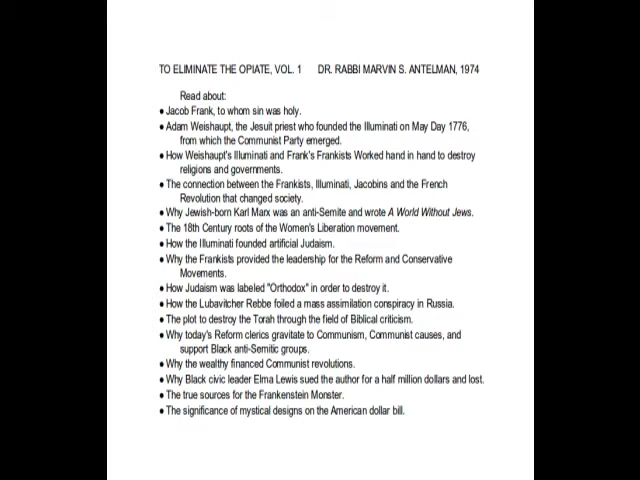 TO ELIMINATE THE OPIATE, VOL. 1 DR. RABBI MARVIN S. ANTELMAN, 1974
Read about:
● Jacob Frank, to whom sin was holy.
● Adam Weishaupt, the Jesuit priest who founded the Illuminati on May Day 1776,
from which the Communist Party emerged.
● How Weishaupt's Illuminati and Frank's Frankists Worked hand in hand to destroy
religions and governments.
● The connection between the Frankists, Illuminati, Jacobins and the French
Revolution that changed society.
● Why Jewish-born Karl Marx was an anti-Semite and wrote A World Without Jews.
● The 18th Century roots of the Women's Liberation movement.
● How the Illuminati founded artificial Judaism.
● Why the Frankists provided the leadership for the Reform and Conservative
Movements.
● How Judaism was labeled "Orthodox" in order to destroy it.
● How the Lubavitcher Rebbe foiled a mass assimilation conspiracy in Russia.
● The plot to destroy the Torah through the field of Biblical criticism.
● Why today's Reform clerics gravitate to Communism, Communist causes, and
support Black anti-Semitic groups.
● Why the wealthy financed Communist revolutions.
● Why Black civic leader Elma Lewis sued the author for a half million dollars and lost.
● The true sources for the Frankenstein Monster.
● The significance of mystical designs on the American dollar bill.